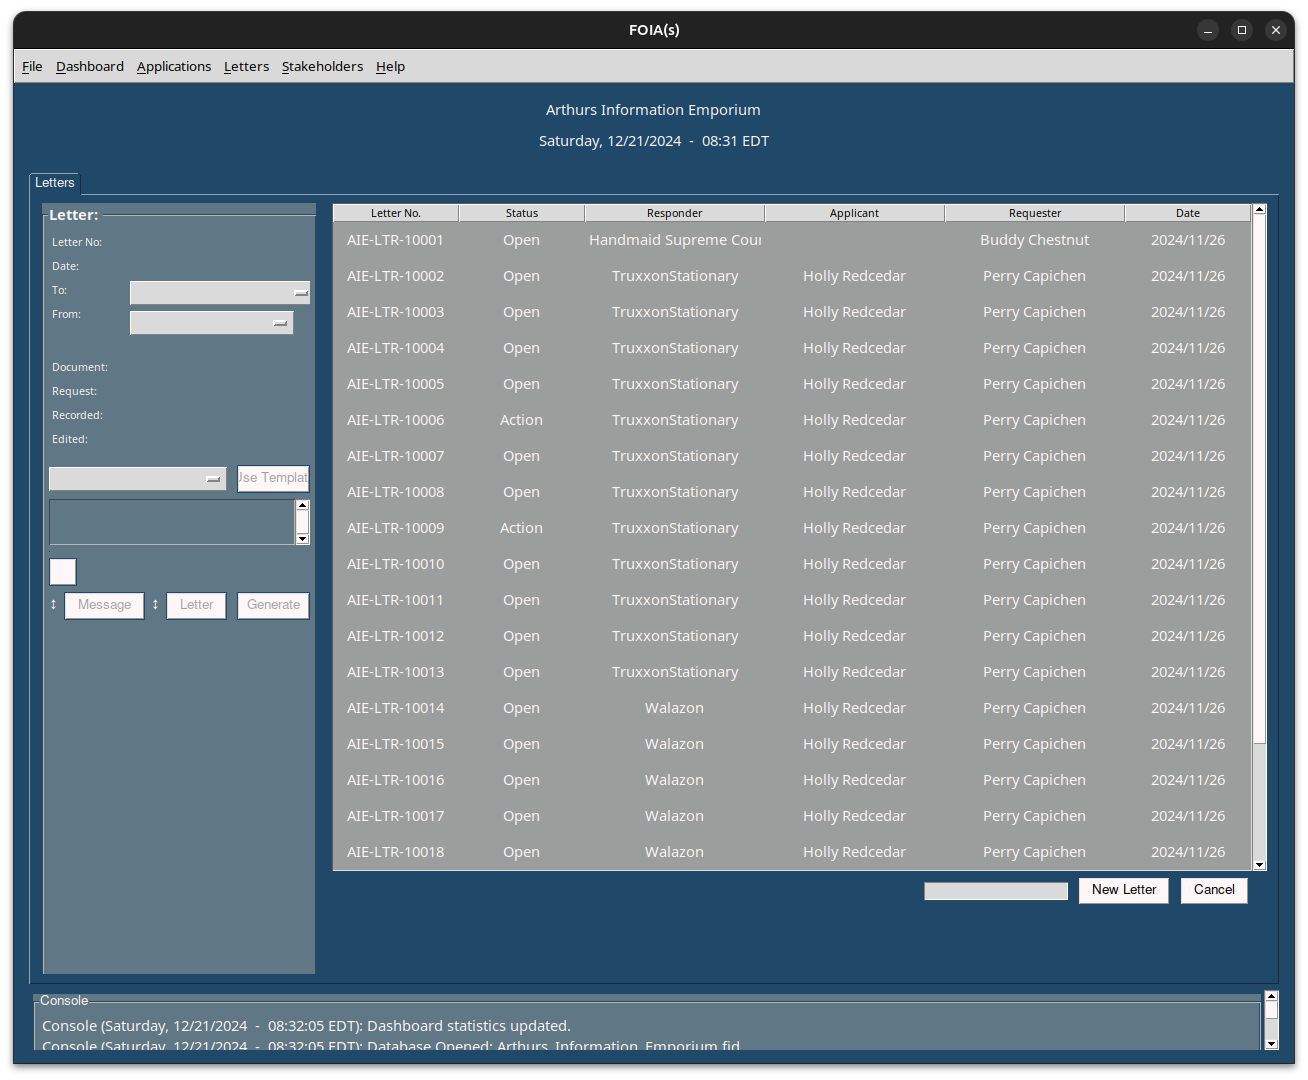 FOIA(s)
File Dashboard Applications Letters Stakeholders Help
Arthurs Information Emporium
Saturday, 12/21/2024 - 08:31 EDT
Letters
Letter:
Letter No:
Date:
To:
From:
Document:
Request:
Recorded:
Edited:
Jse Templat
↕ Message ↕ Letter Generate
Letter No. Status Responder Applicant Requester Date
AIE-LTR-10001 Open Handmaid Supreme Cour Buddy Chestnut 2024/11/26
AIE-LTR-10002 Open TruxxonStationary Holly Redcedar Perry Capichen 2024/11/26
AIE-LTR-10003 Open TruxxonStationary Holly Redcedar Perry Capichen 2024/11/26
AIE-LTR-10004 Open TruxxonStationary Holly Redcedar Perry Capichen 2024/11/26
AIE-LTR-10005 Open TruxxonStationary Holly Redcedar Perry Capichen 2024/11/26
AIE-LTR-10006 Action TruxxonStationary Holly Redcedar Perry Capichen 2024/11/26
AIE-LTR-10007 Open TruxxonStationary Holly Redcedar Perry Capichen 2024/11/26
AIE-LTR-10008 Open TruxxonStationary Holly Redcedar Perry Capichen 2024/11/26
AIE-LTR-10009 Action TruxxonStationary Holly Redcedar Perry Capichen 2024/11/26
AIE-LTR-10010 Open TruxxonStationary Holly Redcedar Perry Capichen 2024/11/26
AIE-LTR-10011 Open TruxxonStationary Holly Redcedar Perry Capichen 2024/11/26
AIE-LTR-10012 Open TruxxonStationary Holly Redcedar Perry Capichen 2024/11/26
AIE-LTR-10013 Open TruxxonStationary Holly Redcedar Perry Capichen 2024/11/26
AIE-LTR-10014 Open Walazon Holly Redcedar Perry Capichen 2024/11/26
AIE-LTR-10015 Open Walazon Holly Redcedar Perry Capichen 2024/11/26
AIE-LTR-10016 Open Walazon Holly Redcedar Perry Capichen 2024/11/26
AIE-LTR-10017 Open Walazon Holly Redcedar Perry Capichen 2024/11/26
AIE-LTR-10018 Open Walazon Holly Redcedar Perry Capichen 2024/11/26
New Letter Cancel
Console
Console (Saturday, 12/21/2024 - 08:32:05 EDT): Dashboard statistics updated.
Console (Saturday, 12/21/2024 - 08:32:05 EDT): Database Opened: Arthurs_Information_Emporium.fid